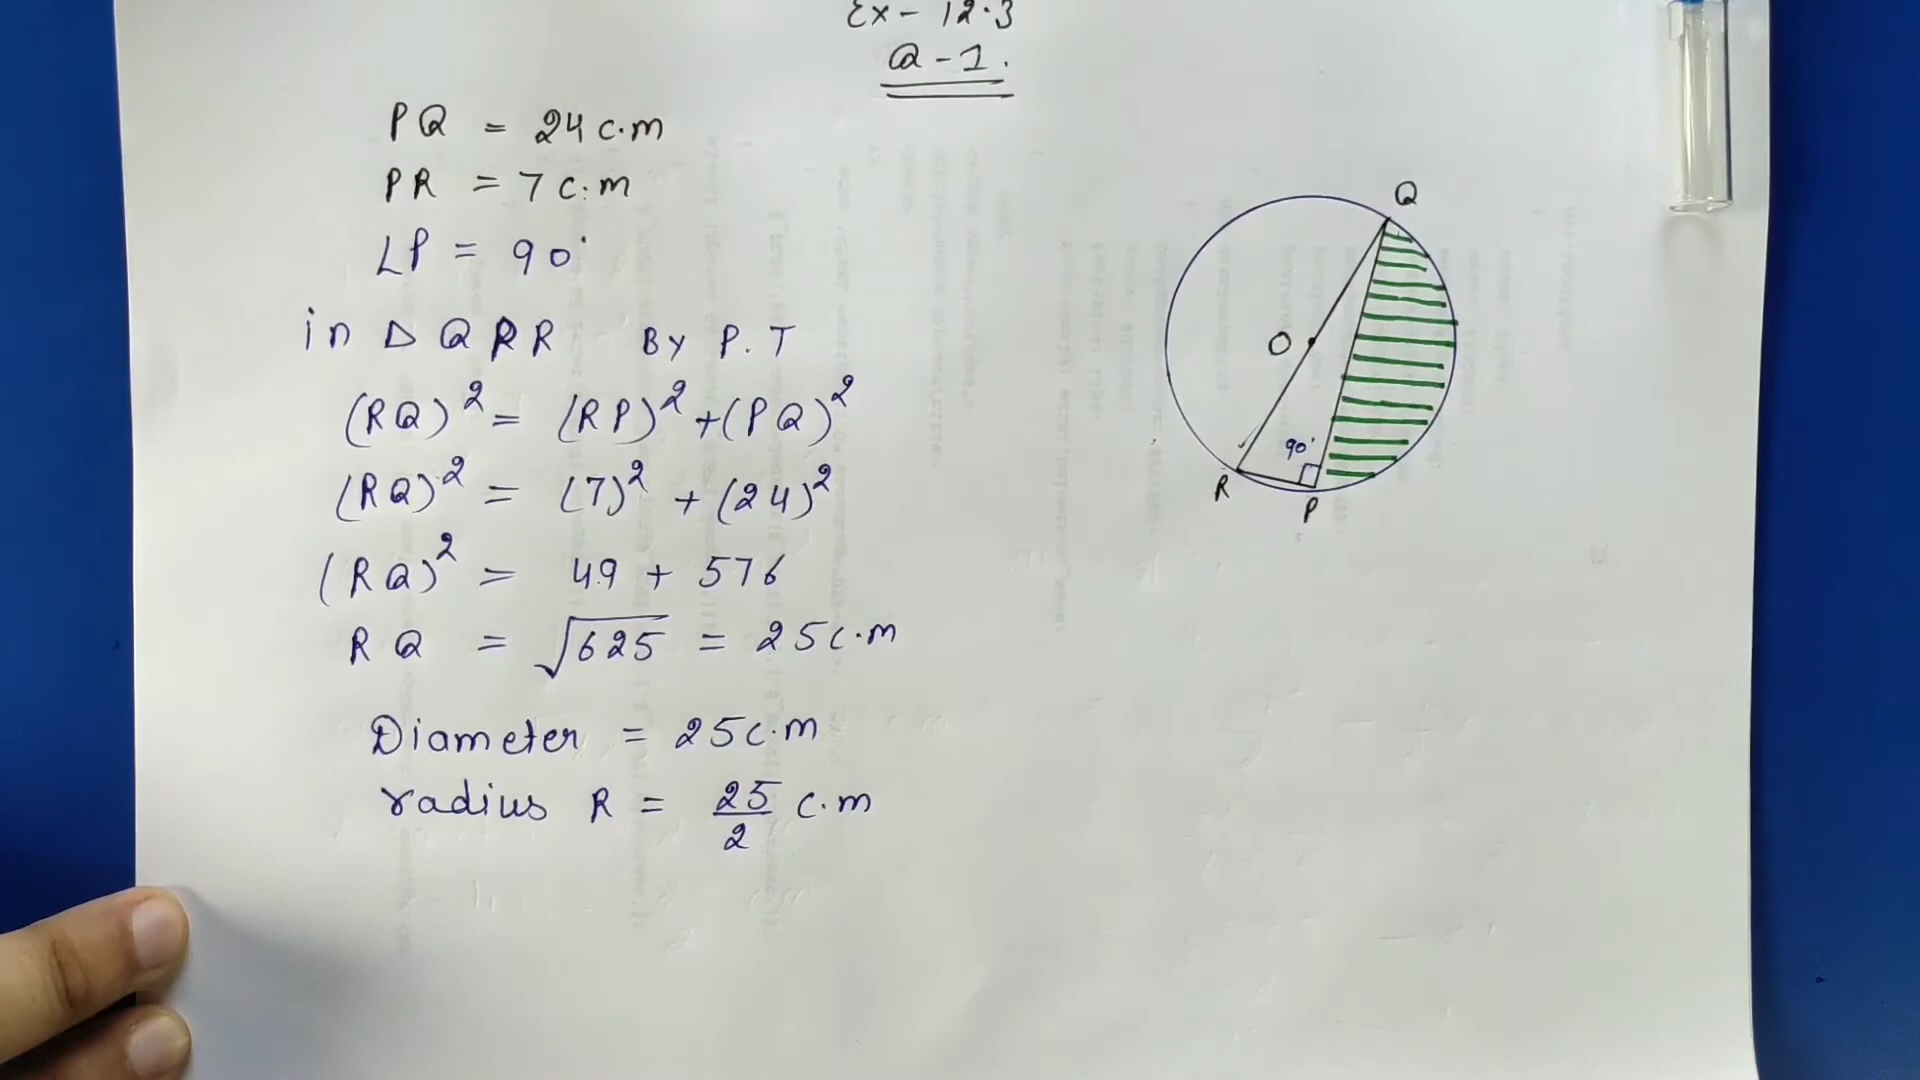 Ex - 12.3
Q - 1.
PQ = 24 c.m
PR = 7 c.m
∠P = 90°
in Δ QPR By P.T
(RQ)² = (RP)² + (PQ)²
(RQ)² = (7)² + (24)²
(RQ)² = 49 + 576
RQ = √625 = 25 c.m
Diameter = 25 c.m
radius R = 25/2 c.m
Q
O
90°
R
P